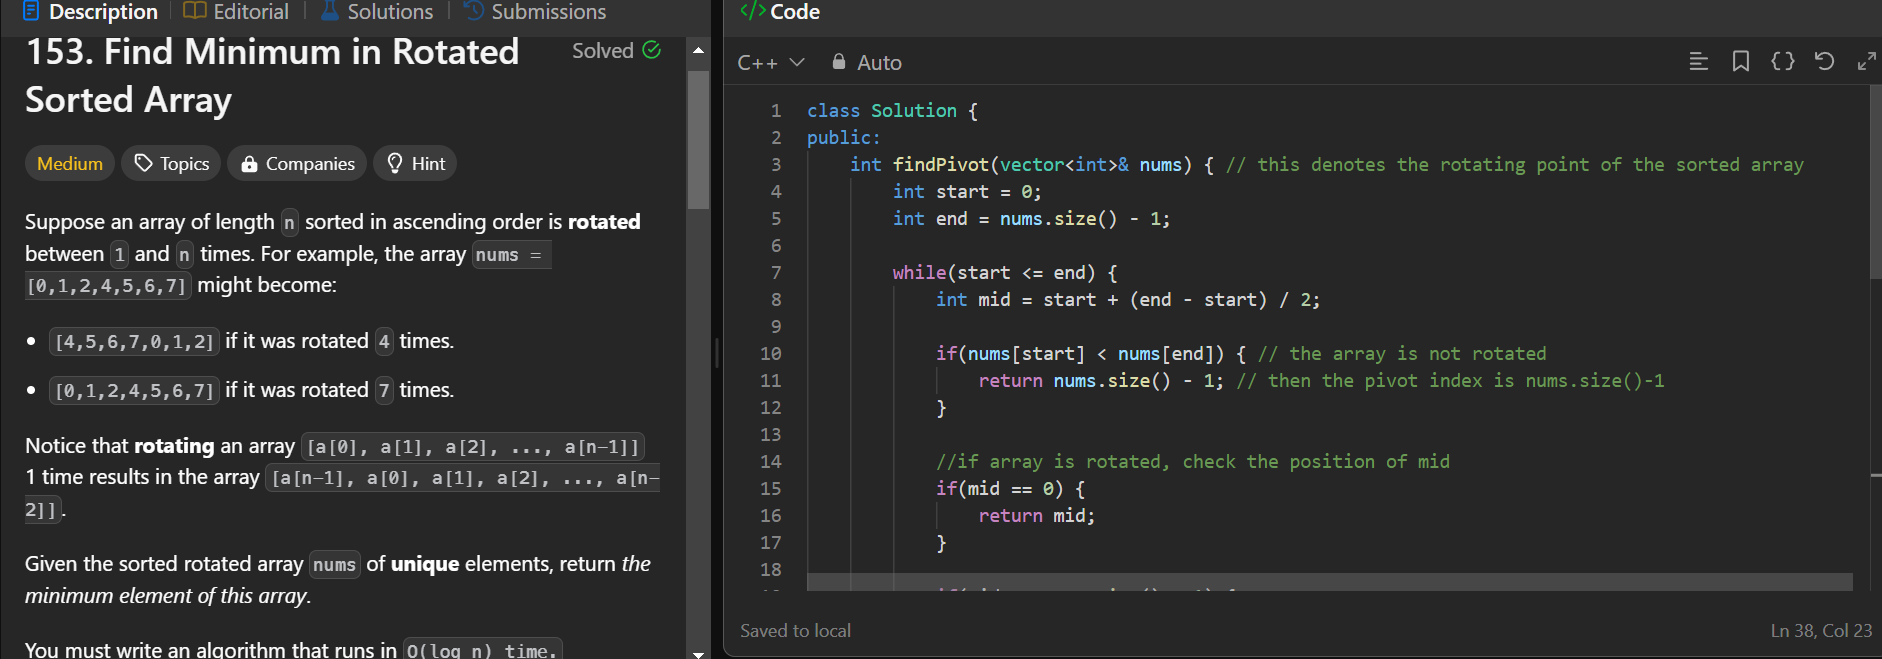 Description
Editorial
Solutions
Submissions
153. Find Minimum in Rotated
Sorted Array
Solved
Medium
Topics
Companies
Hint
Suppose an array of length n sorted in ascending order is rotated
between 1 and n times. For example, the array nums =
[0,1,2,4,5,6,7] might become:
• [4,5,6,7,0,1,2] if it was rotated 4 times.
• [0,1,2,4,5,6,7] if it was rotated 7 times.
Notice that rotating an array [a[0], a[1], a[2], ..., a[n-1]]
1 time results in the array [a[n-1], a[0], a[1], a[2], ..., a[n-
2]].
Given the sorted rotated array nums of unique elements, return the
minimum element of this array.
You must write an algorithm that runs in O(log n) time.
</> Code
C++
Auto
1 class Solution {
2 public:
3 int findPivot(vector<int>& nums) { // this denotes the rotating point of the sorted array
4 int start = 0;
5 int end = nums.size() - 1;
6
7 while(start <= end) {
8 int mid = start + (end - start) / 2;
9
10 if(nums[start] < nums[end]) { // the array is not rotated
11 return nums.size() - 1; // then the pivot index is nums.size()-1
12 }
13
14 //if array is rotated, check the position of mid
15 if(mid == 0) {
16 return mid;
17 }
18
Saved to local
Ln 38, Col 23